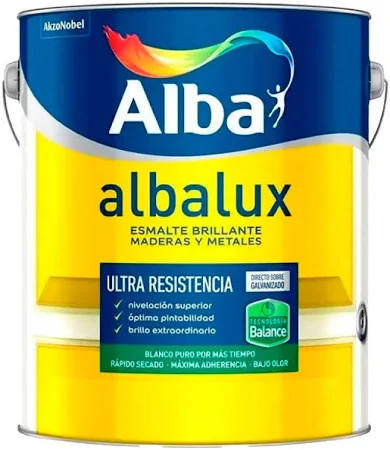 AkzoNobel
Alba
albalux
ESMALTE BRILLANTE
MADERAS Y METALES
ULTRA RESISTENCIA
✓ nivelación superior
✓ óptima pintabilidad
✓ brillo extraordinario
DIRECTO SOBRE
GALVANIZADO
TECNOLOGÍA
Balance
BLANCO PURO POR MÁS TIEMPO
RÁPIDO SECADO - MÁXIMA ADHERENCIA - BAJO OLOR